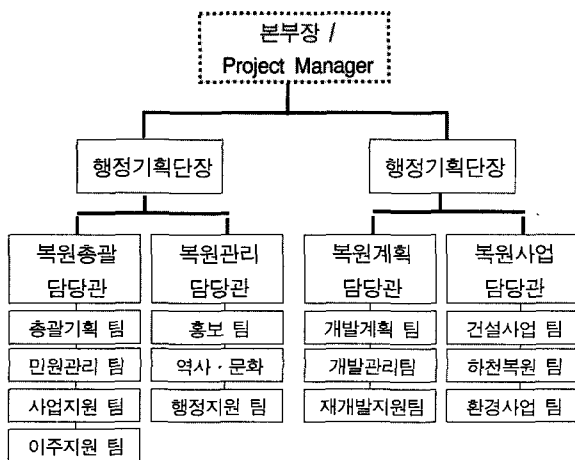 본부장 /
Project Manager
행정기획단장
행정기획단장
복원총괄
담당관
총괄기획 팀
민원관리 팀
사업지원 팀
이주지원 팀
복원관리
담당관
홍보 팀
역사 · 문화
행정지원 팀
복원계획
담당관
개발계획 팀
개발관리팀
재개발지원팀
복원사업
담당관
건설사업 팀
하천복원 팀
환경사업 팀